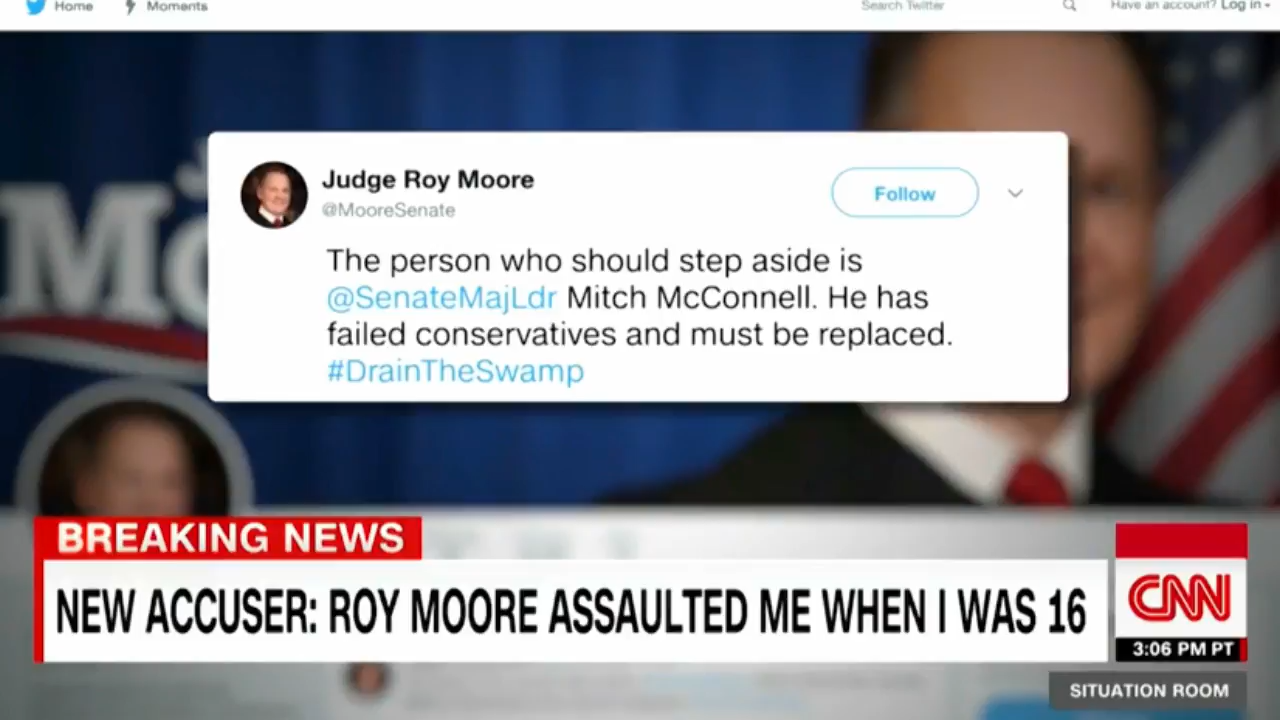 Home Moments Search Twitter Have an account? Log in
Judge Roy Moore
@MooreSenate
Follow
The person who should step aside is
@SenateMajLdr Mitch McConnell. He has
failed conservatives and must be replaced.
#DrainTheSwamp
Mo
BREAKING NEWS
NEW ACCUSER: ROY MOORE ASSAULTED ME WHEN I WAS 16
CNN
3:06 PM PT
SITUATION ROOM